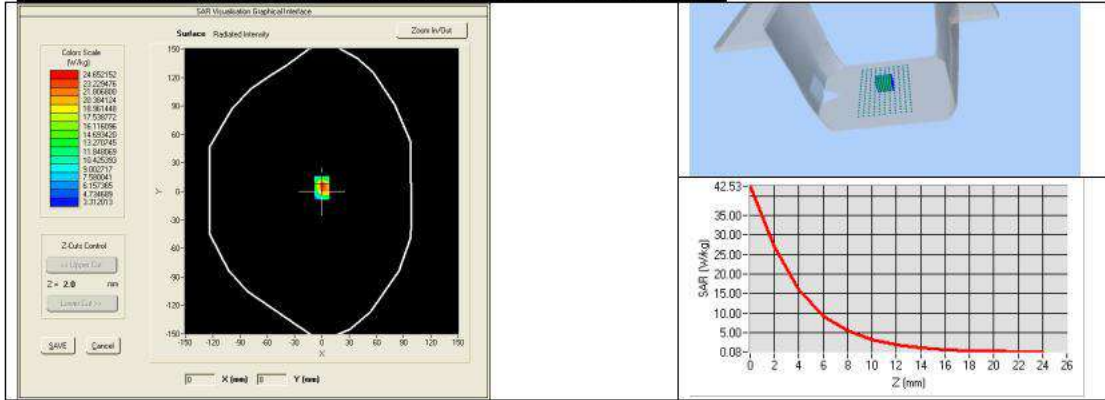 SAR Visualisation Graphical Interface
Surface Radiated Intensity
Zoom In/Out
Colors Scale
(W/kg)
24.652152
23.229476
21.806800
20.384124
18.961448
17.538772
16.116096
14.693420
13.270745
11.848069
10.425393
9.002717
7.580041
6.157365
4.734689
3.312013
Z-Cuts Control
<< Upper Cut
Z = 2.0 mm
Lower Cut >>
SAVE Cancel
Y
150
120
90
60
30
0
-30
-60
-90
-120
-150
-150 -120 -90 -60 -30 0 30 60 90 120 150
X
0 X (mm) 0 Y (mm)
SAR (W/kg)
42.53
35.00
30.00
25.00
20.00
15.00
10.00
5.00
0.08
0 2 4 6 8 10 12 14 16 18 20 22 24 26
Z (mm)